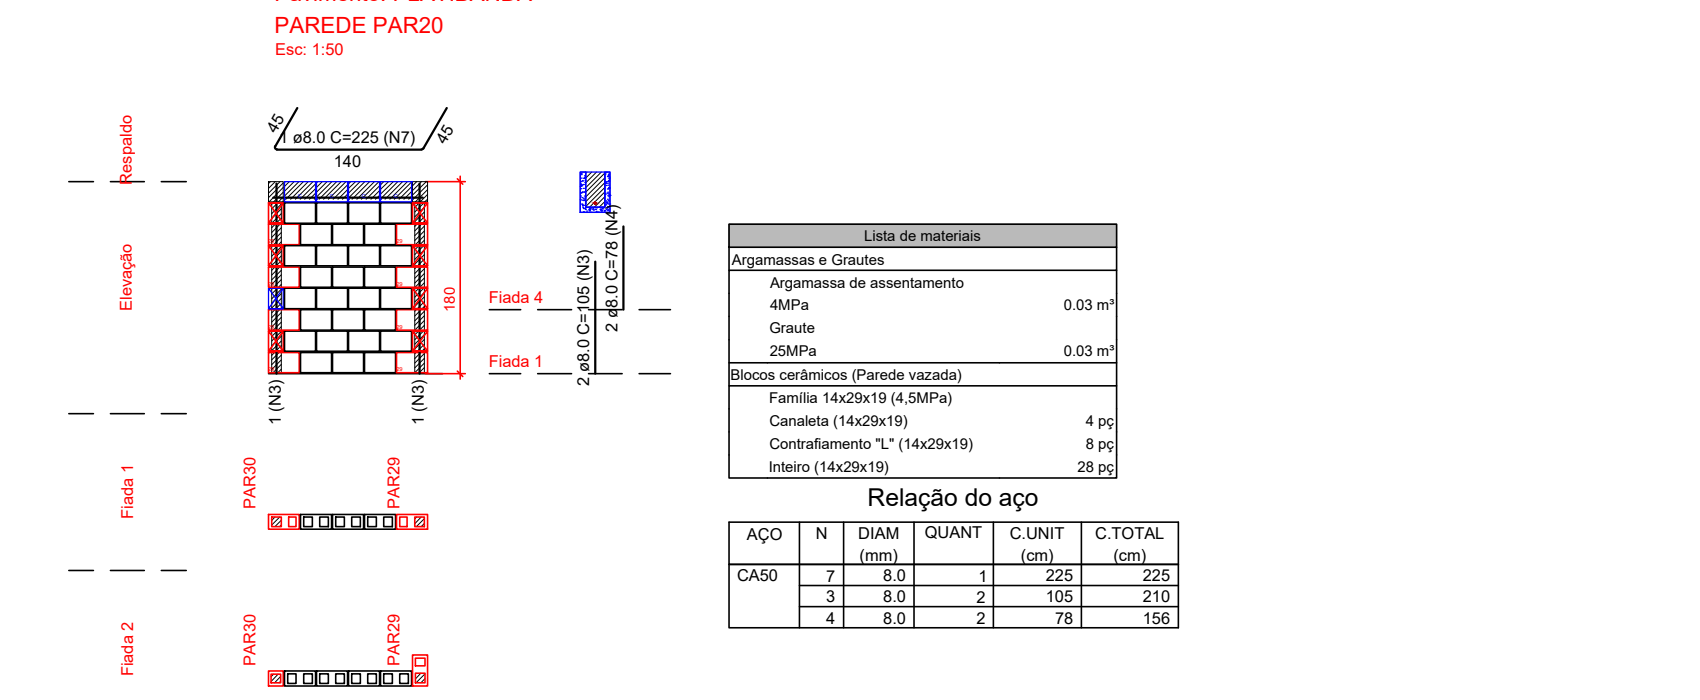 PAREDE PAR20
Esc: 1:50
Respaldo
45
1 ø8.0 C=225 (N7)
45
140
Elevação
180
1 (N3)
1 (N3)
Fiada 4
Fiada 1
2 ø8.0 C=105 (N3)
2 ø8.0 C=78 (N4)
Fiada 1
PAR30
PAR29
Fiada 2
PAR30
PAR29
Lista de materiais
Argamassas e Grautes
Argamassa de assentamento
4MPa 0.03 m³
Graute
25MPa 0.03 m³
Blocos cerâmicos (Parede vazada)
Família 14x29x19 (4,5MPa)
Canaleta (14x29x19) 4 pç
Contrafiamento "L" (14x29x19) 8 pç
Inteiro (14x29x19) 28 pç
Relação do aço
AÇO N DIAM QUANT C.UNIT C.TOTAL
(mm) (cm) (cm)
CA50 7 8.0 1 225 225
3 8.0 2 105 210
4 8.0 2 78 156